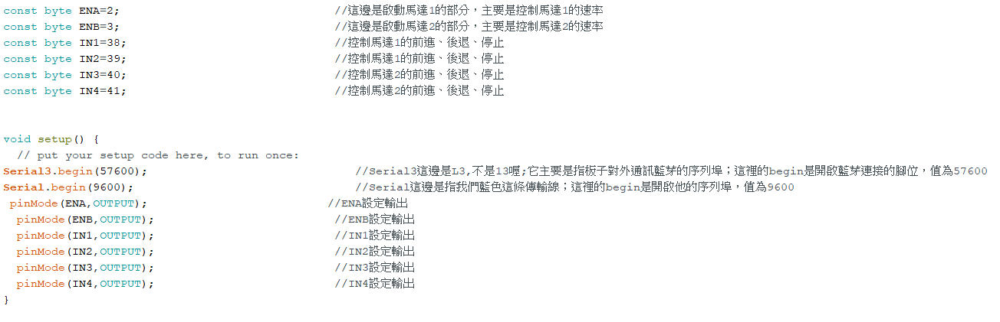 const byte ENA=2; //這邊是啟動馬達1的部分，主要是控制馬達1的速率
const byte ENB=3; //這邊是啟動馬達2的部分，主要是控制馬達2的速率
const byte IN1=38; //控制馬達1的前進、後退、停止
const byte IN2=39; //控制馬達1的前進、後退、停止
const byte IN3=40; //控制馬達2的前進、後退、停止
const byte IN4=41; //控制馬達2的前進、後退、停止
void setup() {
// put your setup code here, to run once:
Serial3.begin(57600); //Serial3這邊是L3,不是13喔;它主要是指板子對外通訊藍芽的序列埠；這裡的begin是開啟藍芽連接的腳位，值為57600
Serial.begin(9600); //Serial這邊是指我們藍色這條傳輸線；這裡的begin是開啟他的序列埠，值為9600
pinMode(ENA,OUTPUT); //ENA設定輸出
pinMode(ENB,OUTPUT); //ENB設定輸出
pinMode(IN1,OUTPUT); //IN1設定輸出
pinMode(IN2,OUTPUT); //IN2設定輸出
pinMode(IN3,OUTPUT); //IN3設定輸出
pinMode(IN4,OUTPUT); //IN4設定輸出
}